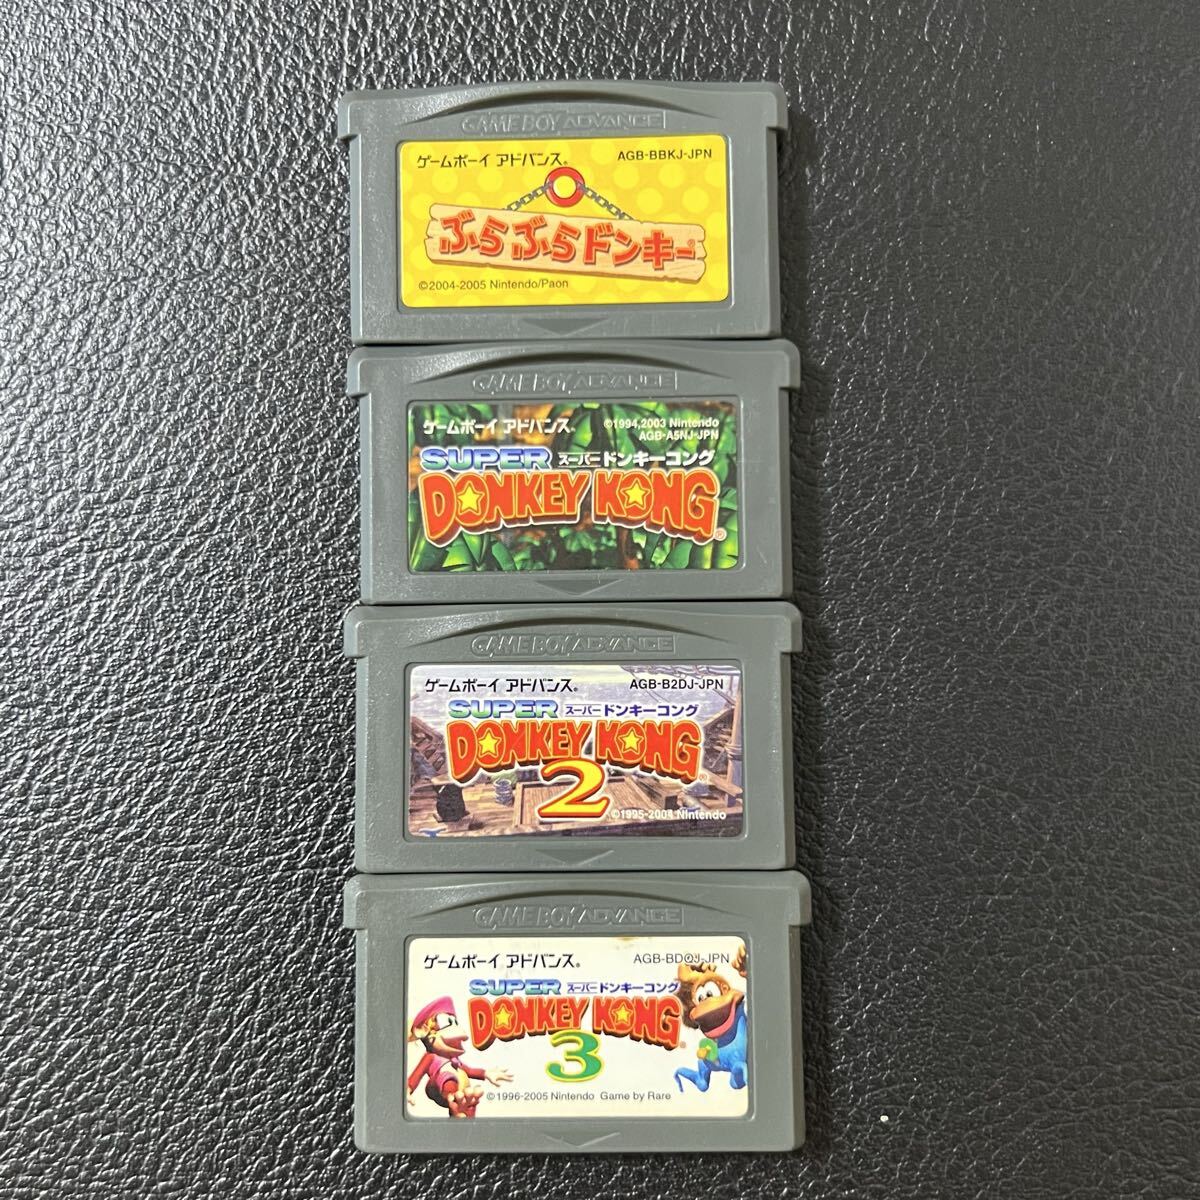 GAME BOY ADVANCE
ゲームボーイ アドバンス® AGB-BBKJ-JPN
ぶらぶらドンキー
©2004-2005 Nintendo/Paon
GAME BOY ADVANCE
ゲームボーイ アドバンス® ©1994,2003 Nintendo
AGB-A5NJ-JPN
SUPER スーパードンキーコング
DONKEY KONG®
GAME BOY ADVANCE
ゲームボーイ アドバンス® AGB-B2DJ-JPN
SUPER スーパードンキーコング
DONKEY KONG®
2
©1995-2004 Nintendo
GAME BOY ADVANCE
ゲームボーイ アドバンス® AGB-BDQJ-JPN
SUPER スーパードンキーコング
DONKEY KONG®
3
©1996-2005 Nintendo Game by Rare